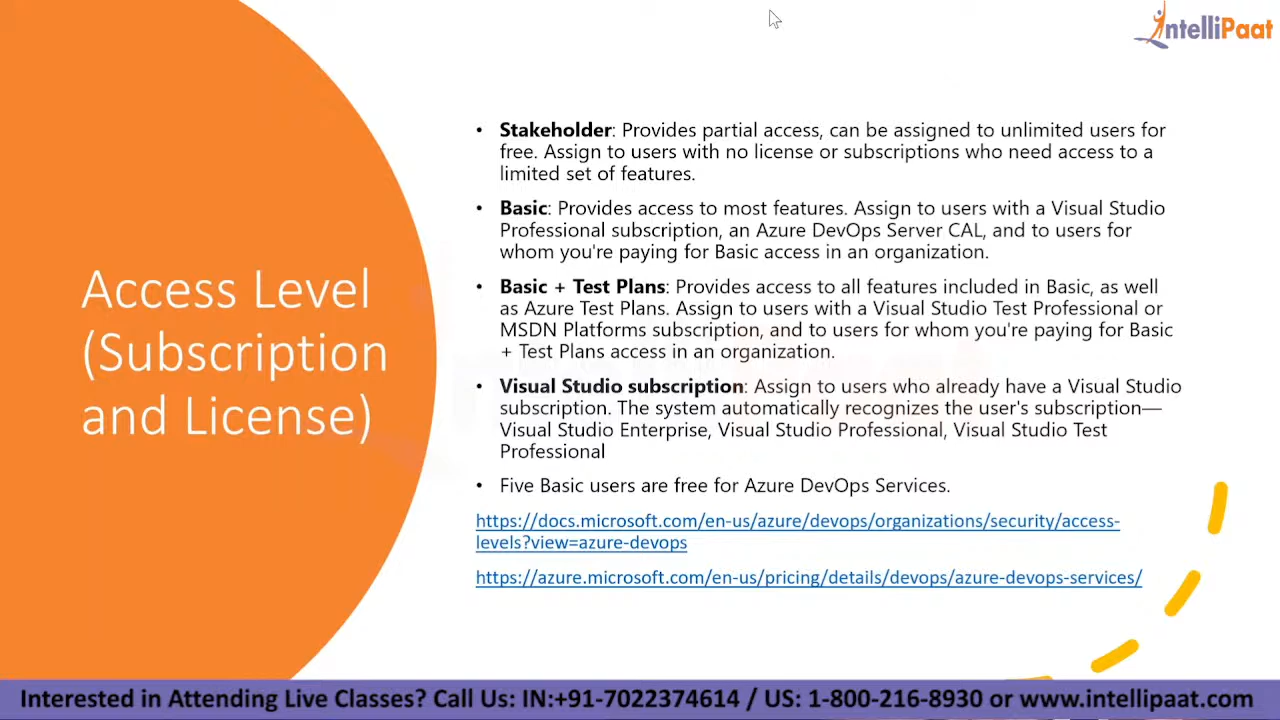 IntelliPaat
Access Level
(Subscription
and License)
• Stakeholder: Provides partial access, can be assigned to unlimited users for
free. Assign to users with no license or subscriptions who need access to a
limited set of features.
• Basic: Provides access to most features. Assign to users with a Visual Studio
Professional subscription, an Azure DevOps Server CAL, and to users for
whom you're paying for Basic access in an organization.
• Basic + Test Plans: Provides access to all features included in Basic, as well
as Azure Test Plans. Assign to users with a Visual Studio Test Professional or
MSDN Platforms subscription, and to users for whom you're paying for Basic
+ Test Plans access in an organization.
• Visual Studio subscription: Assign to users who already have a Visual Studio
subscription. The system automatically recognizes the user's subscription—
Visual Studio Enterprise, Visual Studio Professional, Visual Studio Test
Professional
• Five Basic users are free for Azure DevOps Services.
https://docs.microsoft.com/en-us/azure/devops/organizations/security/access-
levels?view=azure-devops
https://azure.microsoft.com/en-us/pricing/details/devops/azure-devops-services/
Interested in Attending Live Classes? Call Us: IN:+91-7022374614 / US: 1-800-216-8930 or www.intellipaat.com